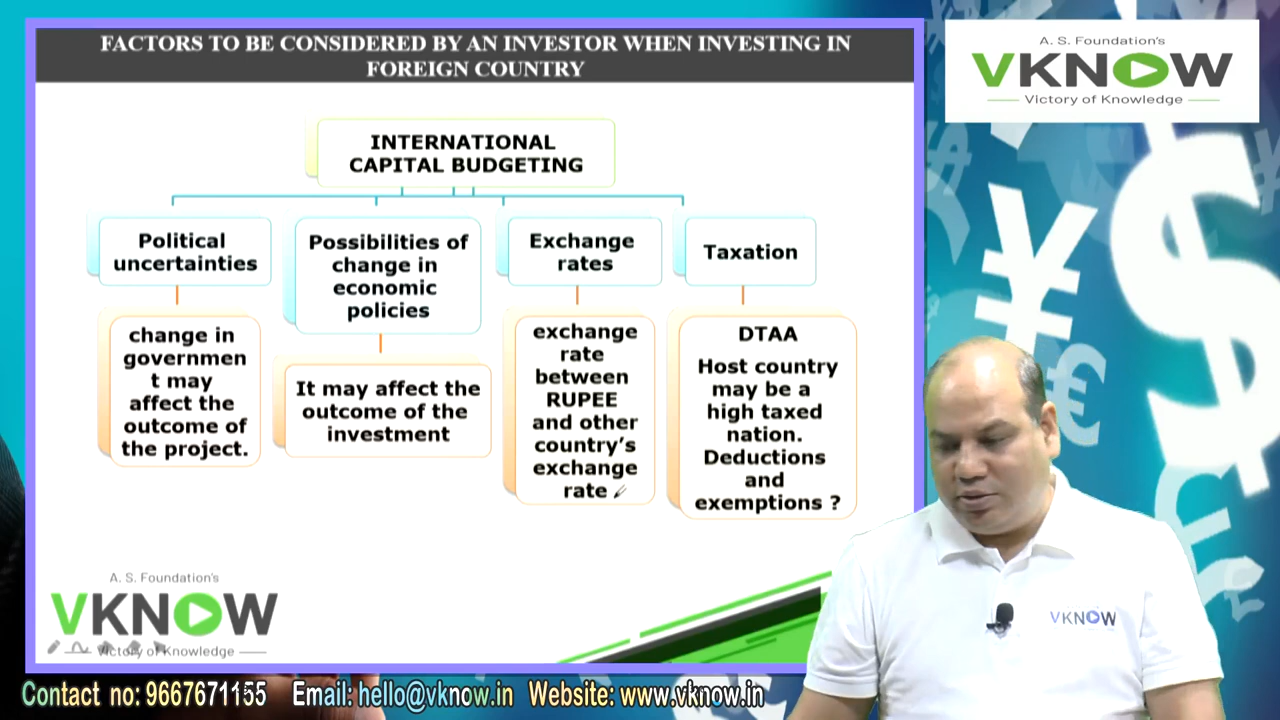 FACTORS TO BE CONSIDERED BY AN INVESTOR WHEN INVESTING IN
FOREIGN COUNTRY
A. S. Foundation's
VKNOW
Victory of Knowledge
INTERNATIONAL
CAPITAL BUDGETING
Political
uncertainties
change in
governmen
t may
affect the
outcome of
the project.
Possibilities of
change in
economic
policies
It may affect the
outcome of the
investment
Exchange
rates
exchange
rate
between
RUPEE
and other
country's
exchange
rate
Taxation
DTAA
Host country
may be a
high taxed
nation.
Deductions
and
exemptions ?
A. S. Foundation's
VKNOW
Victory of Knowledge
VKNOW
Contact no: 9667671155 Email: hello@vknow.in Website: www.vknow.in